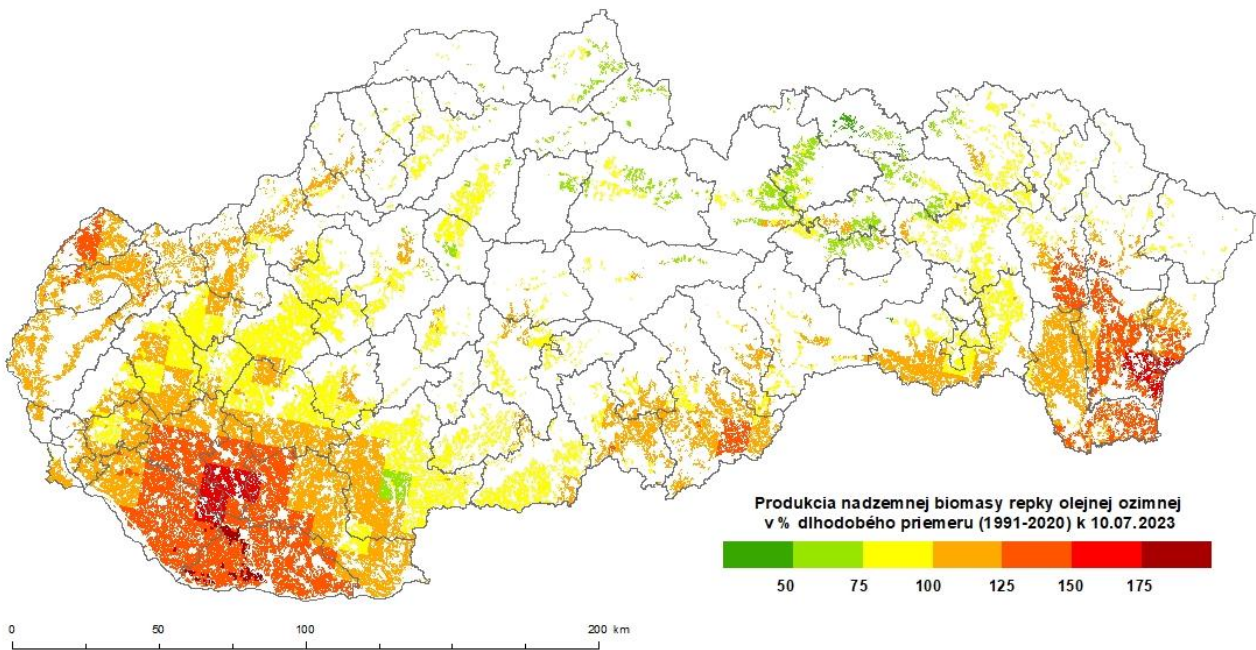 Produkcia nadzemnej biomasy repky olejnej ozimnej
v % dlhodobého priemeru (1991-2020) k 10.07.2023
50 75 100 125 150 175
0 50 100 200 km